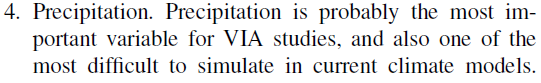 4. Precipitation. Precipitation is probably the most im-
portant variable for VIA studies, and also one of the
most difficult to simulate in current climate models.